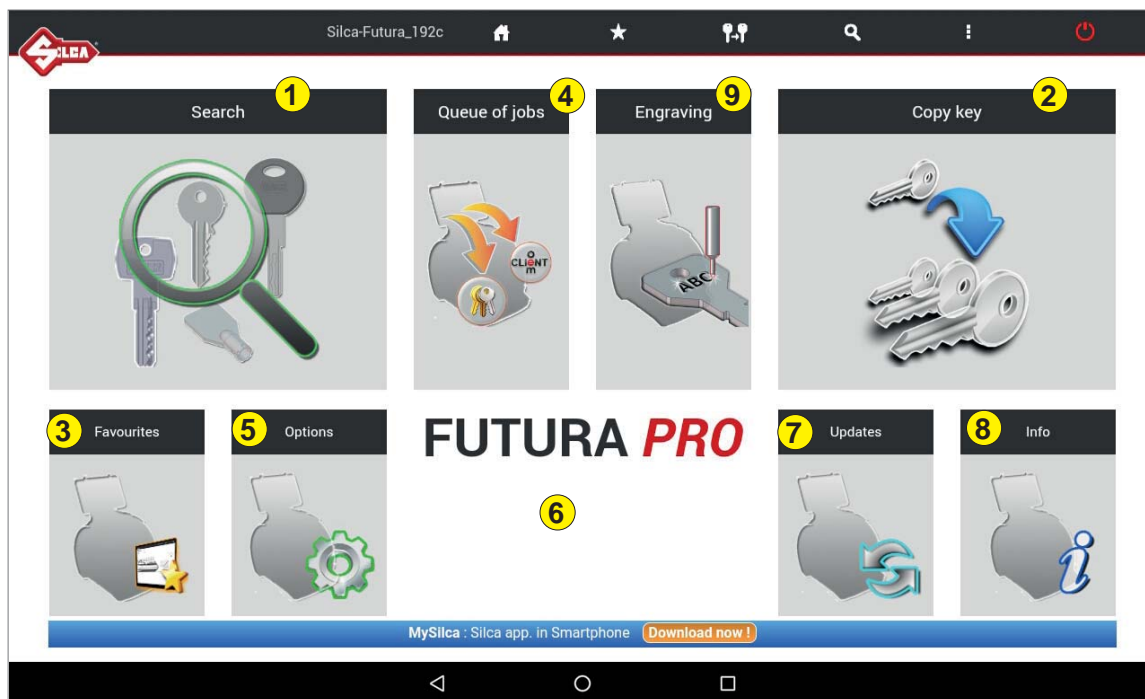 SILCA
Silca-Futura_192c
1
Search
4
Queue of jobs
9
Engraving
2
Copy key
CLIENT
o
m
ABC
3
Favourites
5
Options
FUTURA PRO
6
7
Updates
8
Info
i
MySilca : Silca app. in Smartphone Download now !